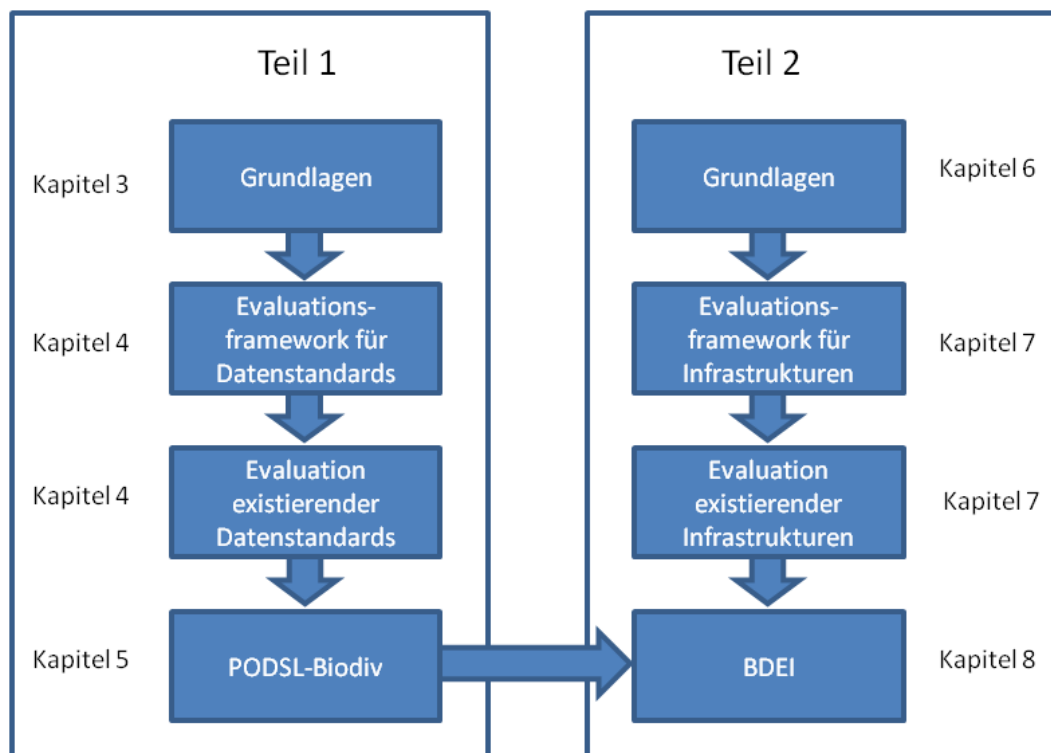 Teil 1
Kapitel 3
Grundlagen
Kapitel 4
Evaluations-
framework für
Datenstandards
Kapitel 4
Evaluation
existierender
Datenstandards
Kapitel 5
PODSL-Biodiv
Teil 2
Grundlagen
Kapitel 6
Evaluations-
framework für
Infrastrukturen
Kapitel 7
Evaluation
existierender
Infrastrukturen
Kapitel 7
BDEI
Kapitel 8